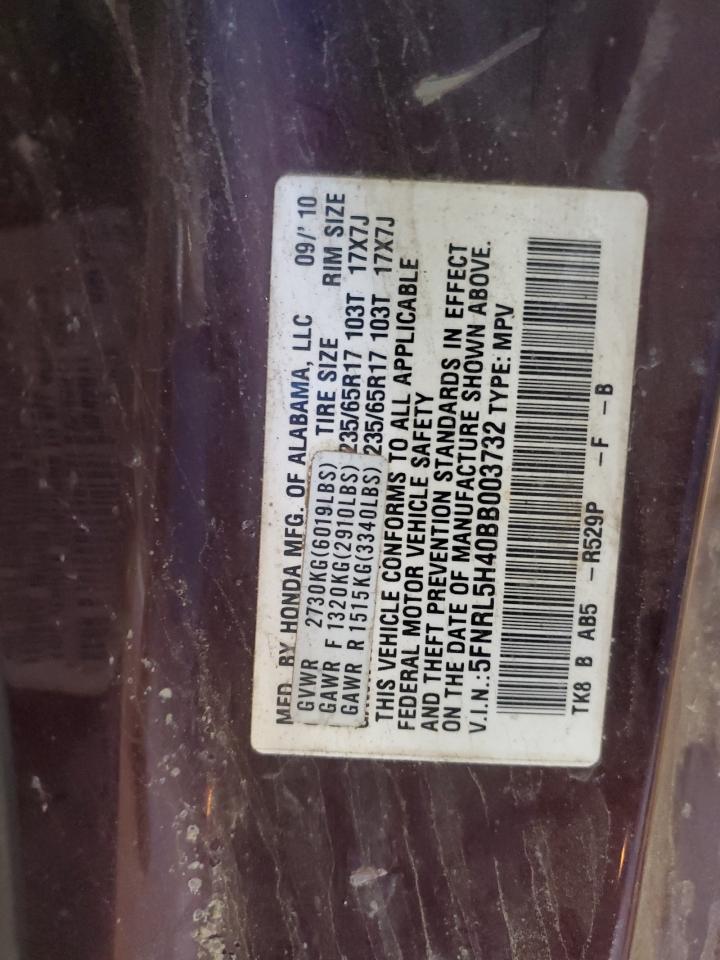 MFD. BY HONDA MFG. OF ALABAMA, LLC 09/' 10
GVWR 2730KG(6019LBS) TIRE SIZE RIM SIZE
GAWR F 1320KG(2910LBS) 235/65R17 103T 17X7J
GAWR R 1515KG(3340LBS) 235/65R17 103T 17X7J
THIS VEHICLE CONFORMS TO ALL APPLICABLE
FEDERAL MOTOR VEHICLE SAFETY
AND THEFT PREVENTION STANDARDS IN EFFECT
ON THE DATE OF MANUFACTURE SHOWN ABOVE.
V.I.N.:5FNRL5H40BB003732 TYPE: MPV
TK8 B AB5 -R529P -F -B